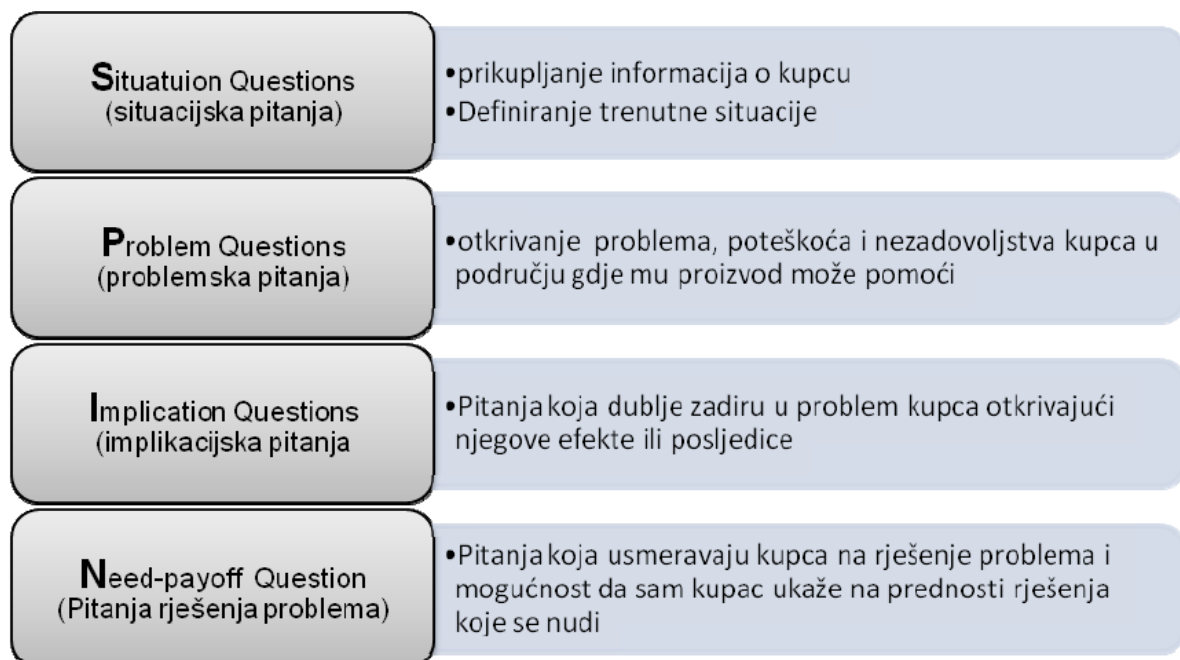 Situatuion Questions
(situacijska pitanja)
•prikupljanje informacija o kupcu
•Definiranje trenutne situacije
Problem Questions
(problemska pitanja)
•otkrivanje problema, poteškoća i nezadovoljstva kupca u
području gdje mu proizvod može pomoći
Implication Questions
(implikacijska pitanja
•Pitanja koja dublje zadiru u problem kupca otkrivajući
njegove efekte ili posljedice
Need-payoff Question
(Pitanja rješenja problema)
•Pitanja koja usmeravaju kupca na rješenje problema i
mogućnost da sam kupac ukaže na prednosti rješenja
koje se nudi